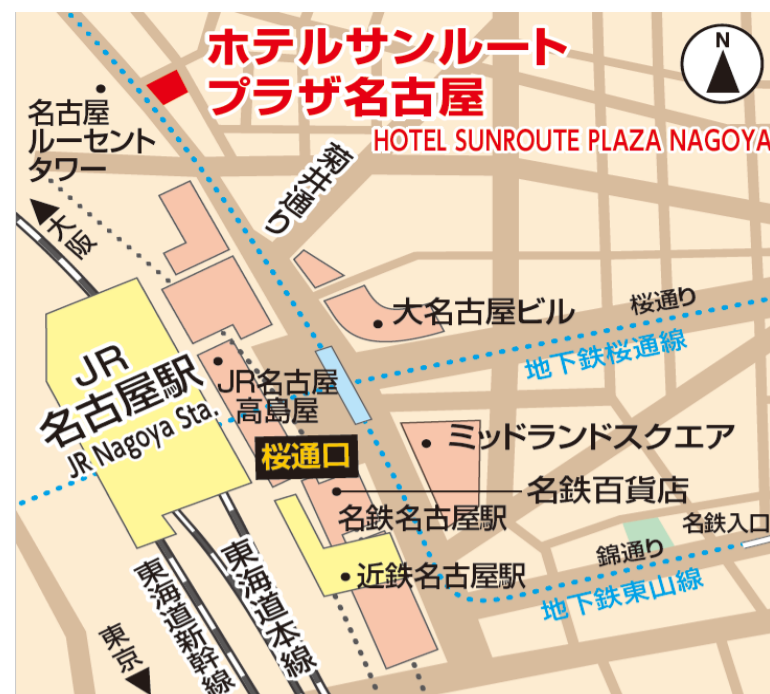 ホテルサンルート
プラザ名古屋
HOTEL SUNROUTE PLAZA NAGOYA
N
名古屋
ルーセント
タワー
菊井通り
大阪
大名古屋ビル
桜通り
地下鉄桜通線
JR
名古屋駅
JR Nagoya Sta.
JR名古屋
高島屋
桜通口
ミッドランドスクエア
名鉄百貨店
名鉄名古屋駅
名鉄入口
錦通り
近鉄名古屋駅
地下鉄東山線
東海道新幹線
東海道本線
東京